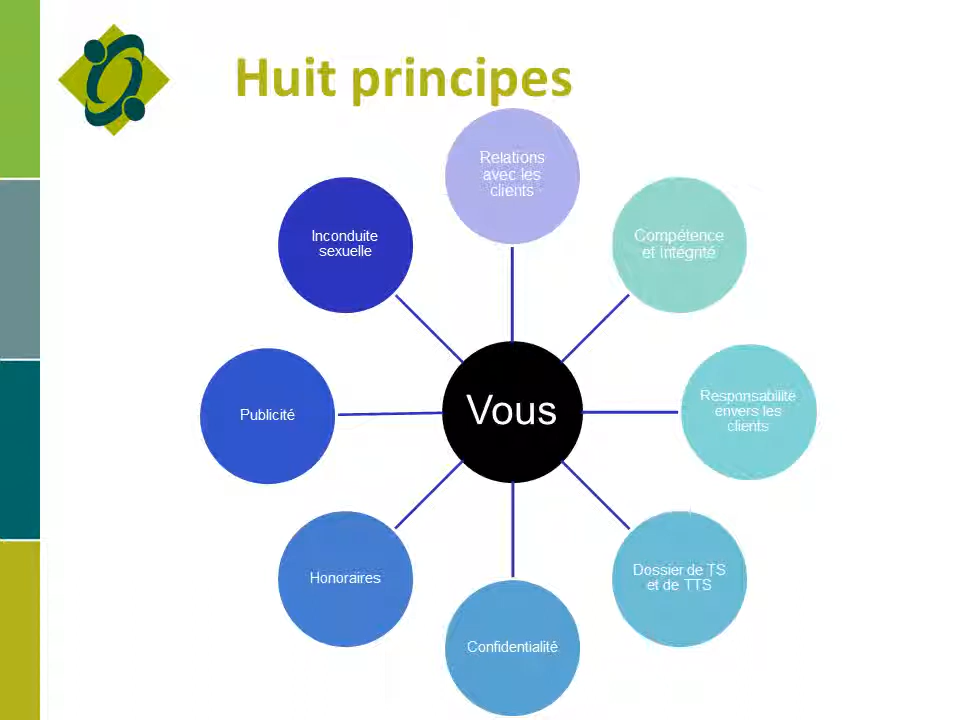 Huit principes
Relations
avec les
clients
Compétence
et intégrité
Responsabilité
envers les
clients
Dossier de TS
et de TTS
Confidentialité
Honoraires
Publicité
Inconduite
sexuelle
Vous